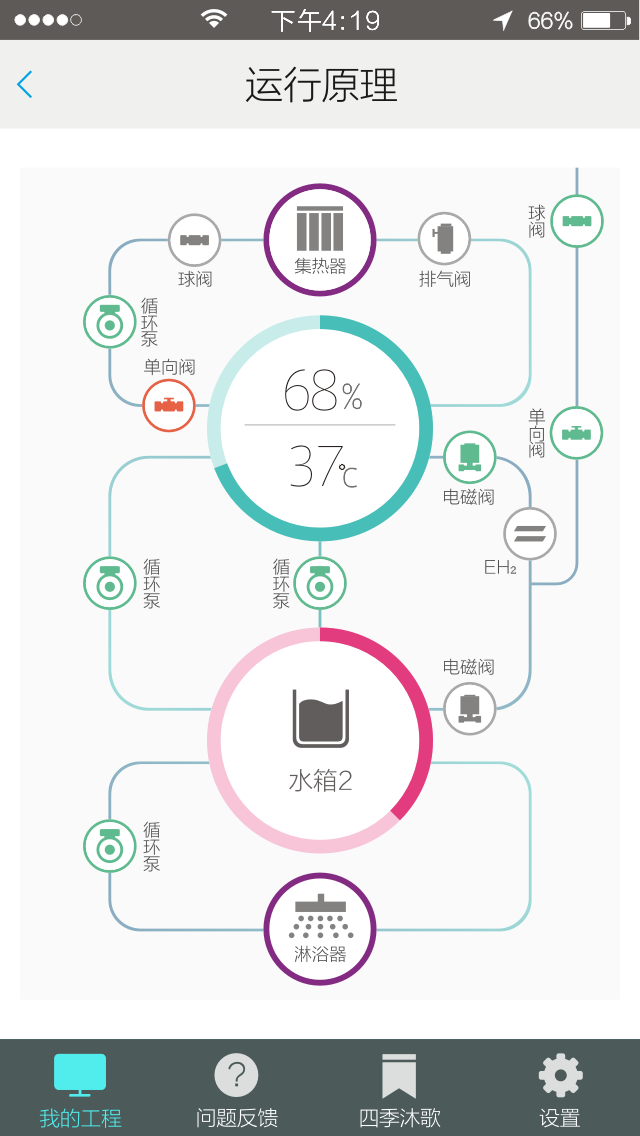 下午4:19
66%
运行原理
球阀
集热器
排气阀
球阀
循环泵
单向阀
68%
37℃
单向阀
电磁阀
EH₂
循环泵
循环泵
电磁阀
水箱2
循环泵
淋浴器
我的工程
问题反馈
四季沐歌
设置